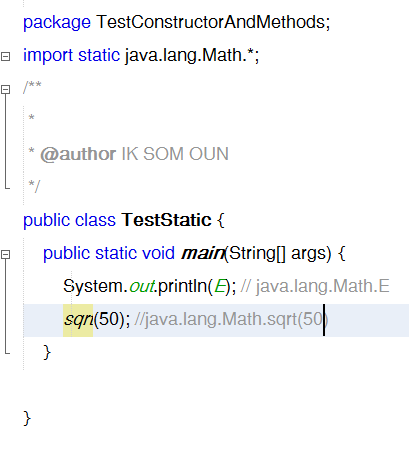 package TestConstructorAndMethods;
import static java.lang.Math.*;
/**
*
* @author IK SOM OUN
*/
public class TestStatic {
public static void main(String[] args) {
System.out.println(E); // java.lang.Math.E
sqrt(50); //java.lang.Math.sqrt(50)
}
}